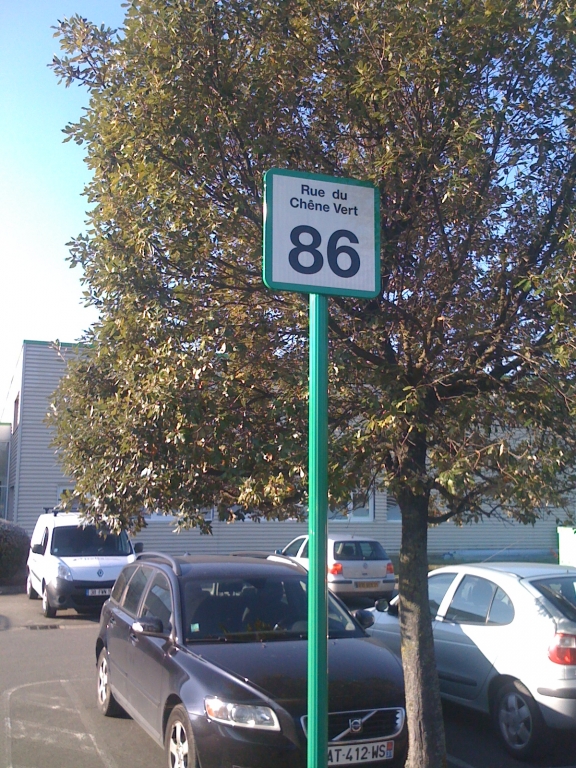 Rue du
Chêne Vert
86
AT-412-WS